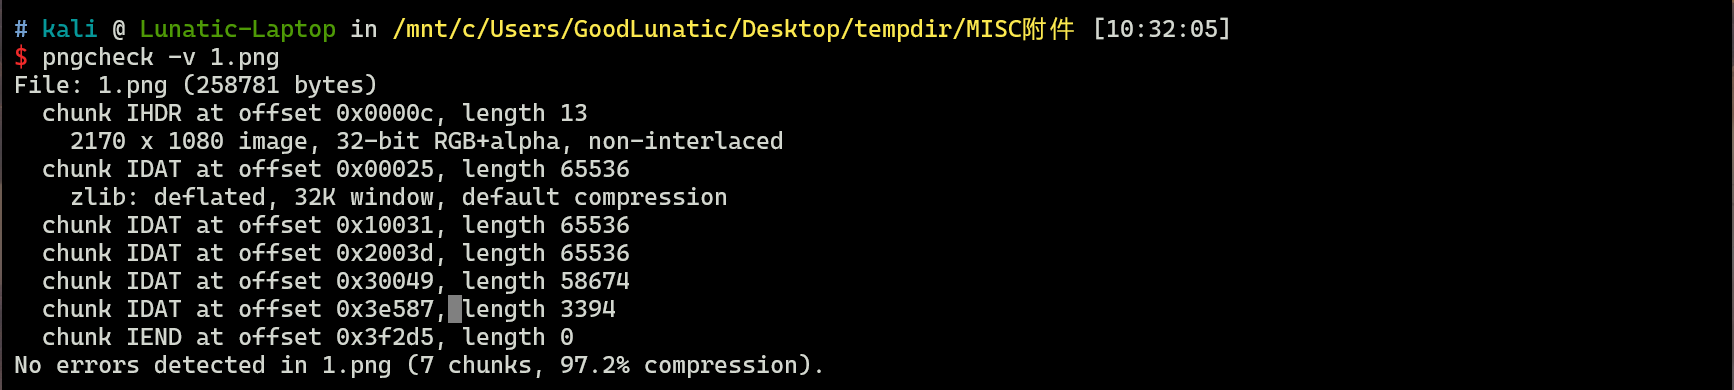 # kali @ Lunatic-Laptop in /mnt/c/Users/GoodLunatic/Desktop/tempdir/MISC附件 [10:32:05]
$ pngcheck -v 1.png
File: 1.png (258781 bytes)
  chunk IHDR at offset 0x0000c, length 13
    2170 x 1080 image, 32-bit RGB+alpha, non-interlaced
  chunk IDAT at offset 0x00025, length 65536
    zlib: deflated, 32K window, default compression
  chunk IDAT at offset 0x10031, length 65536
  chunk IDAT at offset 0x2003d, length 65536
  chunk IDAT at offset 0x30049, length 58674
  chunk IDAT at offset 0x3e587, length 3394
  chunk IEND at offset 0x3f2d5, length 0
No errors detected in 1.png (7 chunks, 97.2% compression).